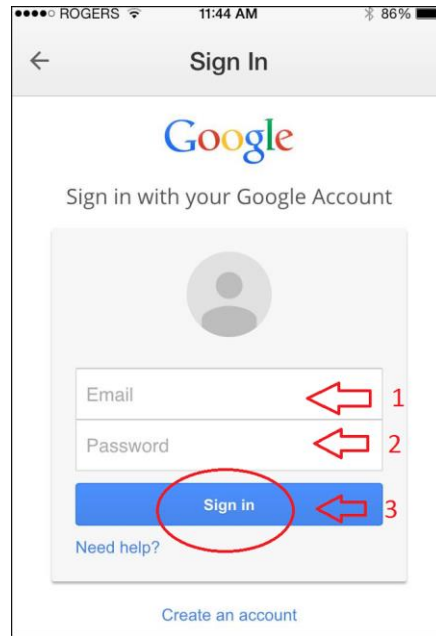 ROGERS 11:44 AM 86%
Sign In
Google
Sign in with your Google Account
Email 1
Password 2
Sign in 3
Need help?
Create an account